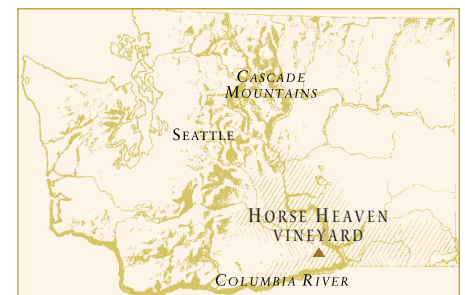 CASCADE
MOUNTAINS
SEATTLE
HORSE HEAVEN
VINEYARD
COLUMBIA RIVER